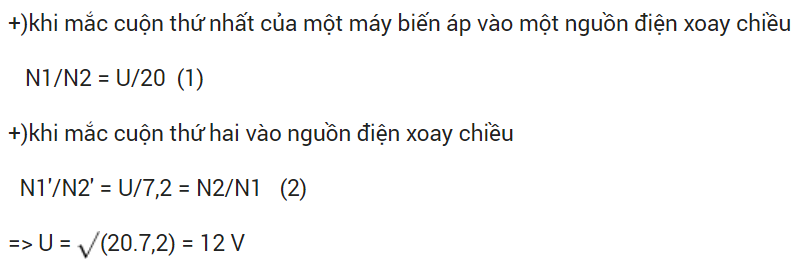 +)khi mắc cuộn thứ nhất của một máy biến áp vào một nguồn điện xoay chiều
N1/N2 = U/20 (1)
+)khi mắc cuộn thứ hai vào nguồn điện xoay chiều
N1'/N2' = U/7,2 = N2/N1 (2)
=> U = √(20.7,2) = 12 V